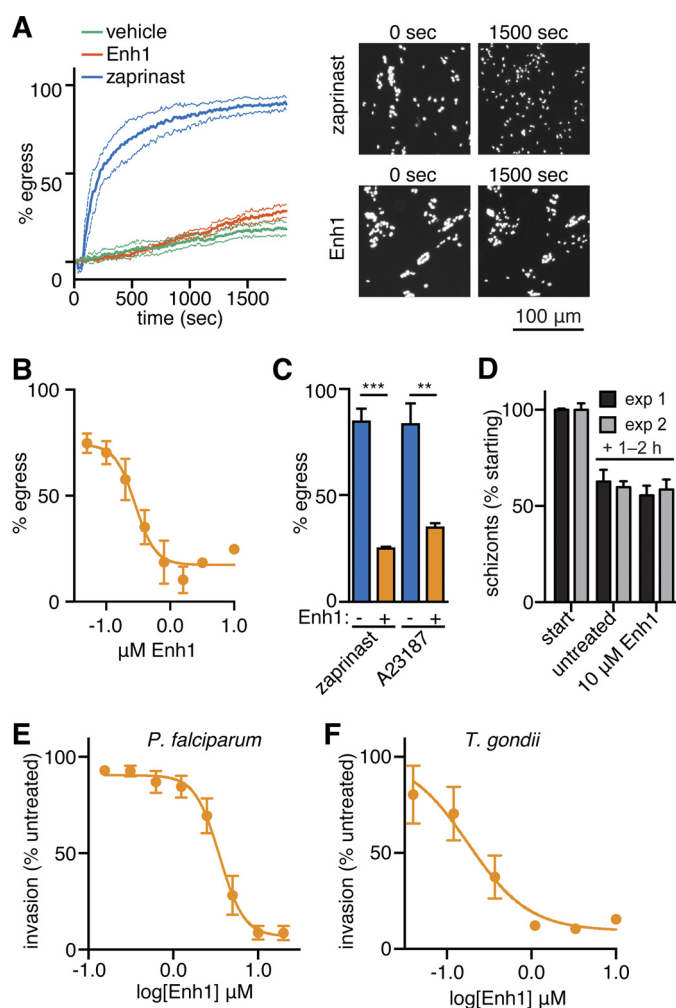 A
vehicle
Enh1
zaprinast
100
50
0
% egress
0 500 1000 1500
time (sec)
0 sec 1500 sec
zaprinast
0 sec 1500 sec
Enh1
100 µm
B
100
50
0
% egress
-1.0 0.0 1.0
µM Enh1
C
*** **
100
50
0
% egress
Enh1: - + - +
zaprinast A23187
D
exp 1
exp 2
+ 1–2 h
100
50
0
schizonts (% starting)
start untreated 10 µM Enh1
E
P. falciparum
100
50
0
invasion (% untreated)
-1.0 0.0 1.0
log[Enh1] µM
F
T. gondii
100
50
0
invasion (% untreated)
-1.0 0.0 1.0
log[Enh1] µM